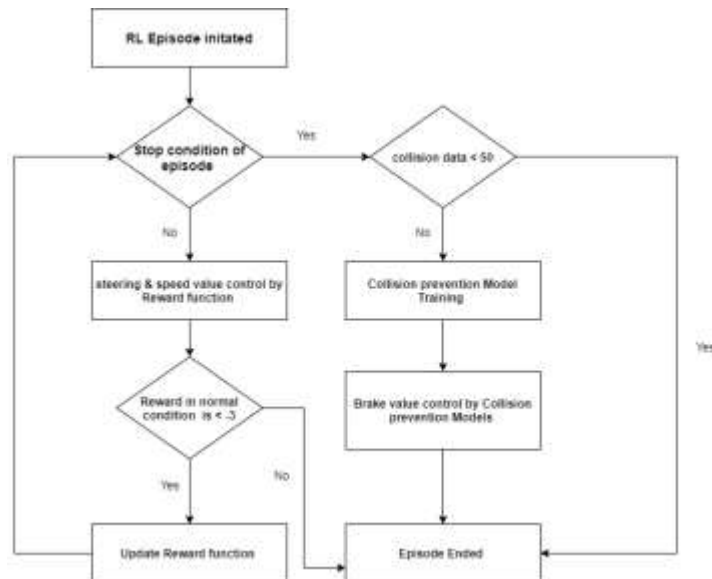 RL Episode initated
Stop condition of
episode
Yes
collision data < 50
No
No
steering & speed value control by
Reward function
Collision prevention Model
Training
Yes
Reward in normal
condition is < -3
Brake value control by Collision
prevention Models
Yes
No
Update Reward function
Episode Ended